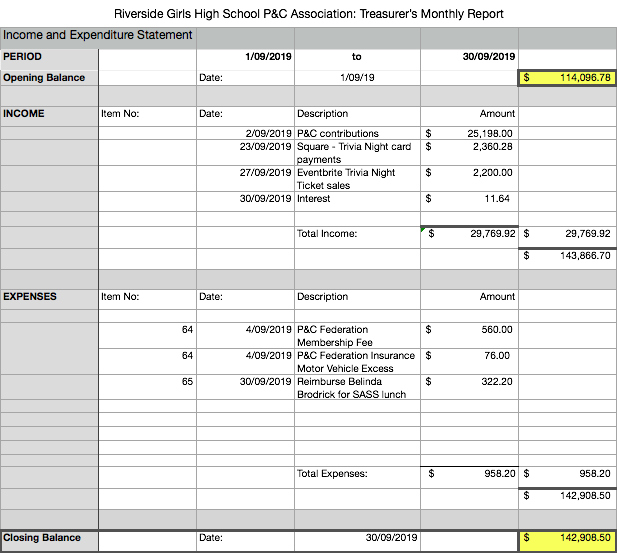 Riverside Girls High School P&C Association: Treasurer's Monthly Report
Income and Expenditure Statement
PERIOD 1/09/2019 to 30/09/2019
Opening Balance Date: 1/09/19 $ 114,096.78
INCOME Item No: Date: Description Amount
2/09/2019 P&C contributions $ 25,198.00
23/09/2019 Square - Trivia Night card $ 2,360.28
payments
27/09/2019 Eventbrite Trivia Night $ 2,200.00
Ticket sales
30/09/2019 Interest $ 11.64
Total Income: $ 29,769.92 $ 29,769.92
$ 143,866.70
EXPENSES Item No: Date: Description Amount
64 4/09/2019 P&C Federation $ 560.00
Membership Fee
64 4/09/2019 P&C Federation Insurance $ 76.00
Motor Vehicle Excess
65 30/09/2019 Reimburse Belinda $ 322.20
Brodrick for SASS lunch
Total Expenses: $ 958.20 $ 958.20
$ 142,908.50
Closing Balance Date: 30/09/2019 $ 142,908.50